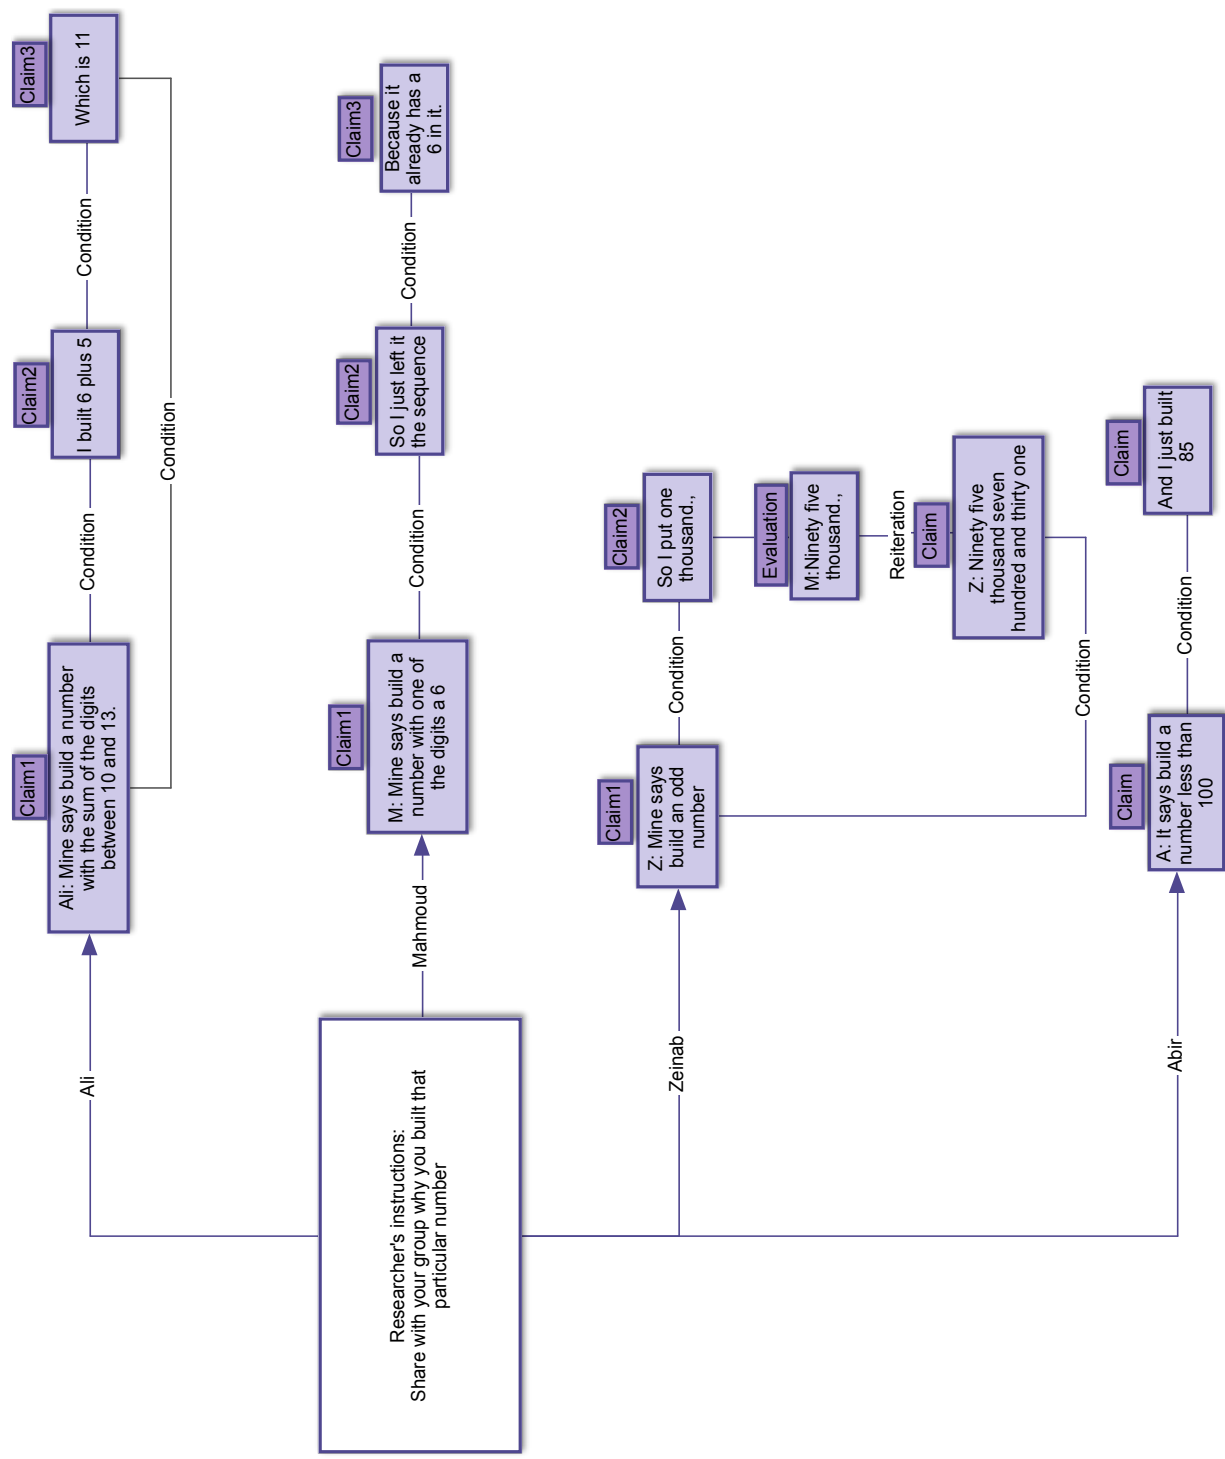 Researcher's instructions:
Share with your group why you built that
particular number
Ali
Claim1
Ali: Mine says build a number
with the sum of the digits
between 10 and 13.
Condition
Claim2
I built 6 plus 5
Condition
Claim3
Which is 11
Condition
Mahmoud
Claim1
M: Mine says build a
number with one of
the digits a 6
Condition
Claim2
So I just left it
the sequence
Condition
Claim3
Because it
already has a
6 in it.
Zeinab
Claim1
Z: Mine says
build an odd
number
Condition
Claim2
So I put one
thousand.,
Evaluation
M:Ninety five
thousand.,
Reiteration
Claim
Z: Ninety five
thousand seven
hundred and thirty one
Condition
Abir
Claim
A: It says build a
number less than
100
Condition
Claim
And I just built
85